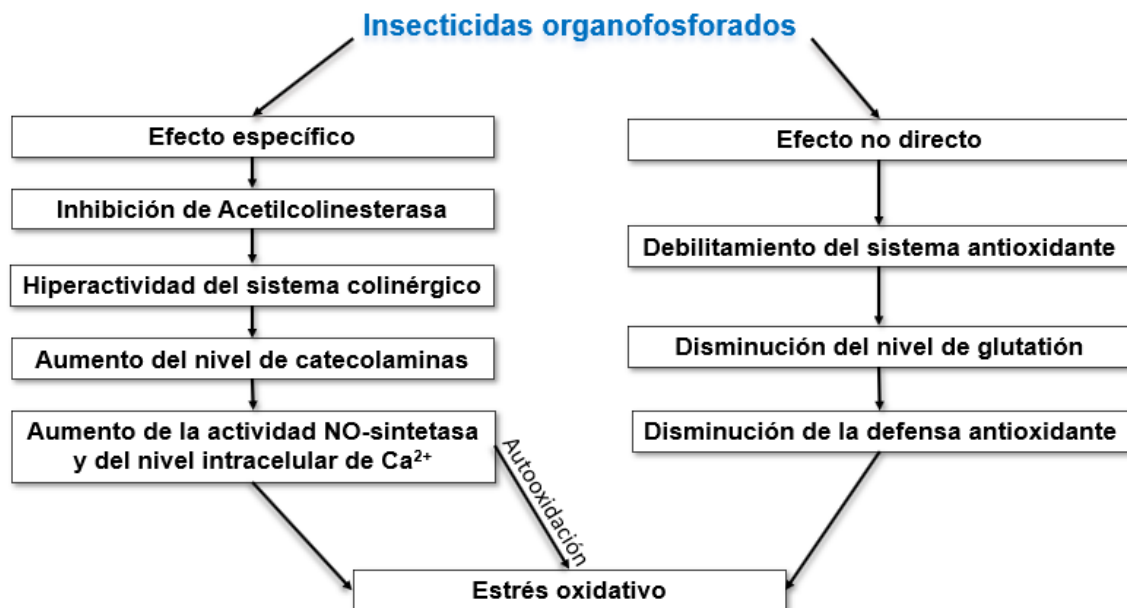 Insecticidas organofosforados
Efecto específico
Inhibición de Acetilcolinesterasa
Hiperactividad del sistema colinérgico
Aumento del nivel de catecolaminas
Aumento de la actividad NO-sintetasa
y del nivel intracelular de Ca²⁺
Autooxidación
Efecto no directo
Debilitamiento del sistema antioxidante
Disminución del nivel de glutatión
Disminución de la defensa antioxidante
Estrés oxidativo